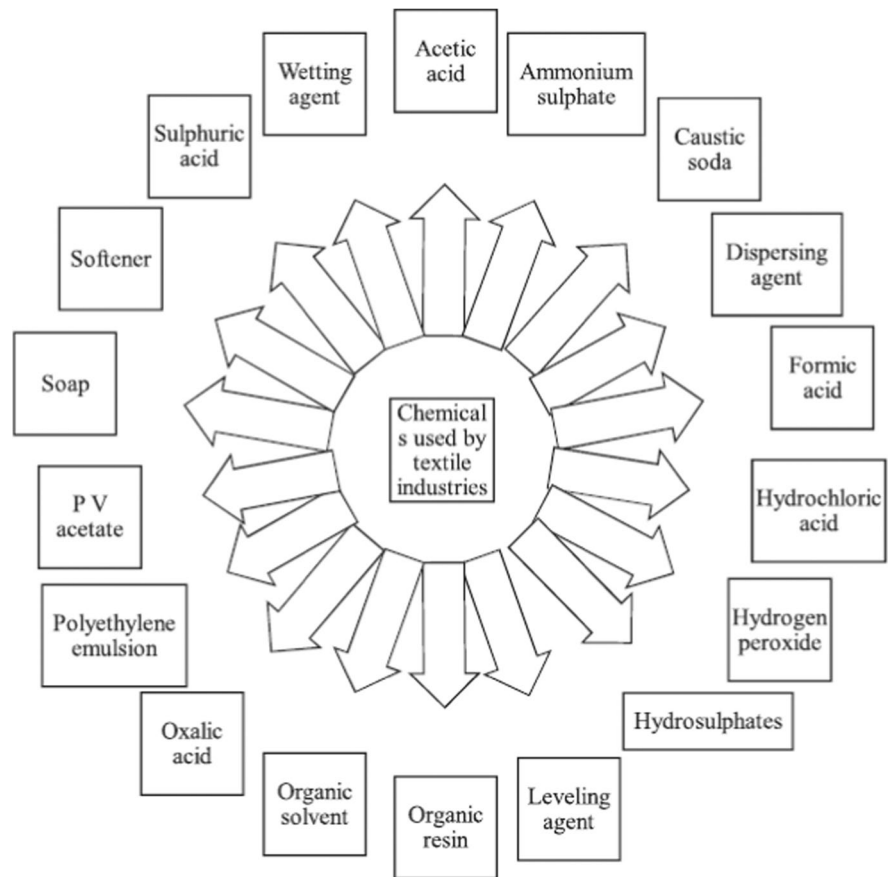 Acetic
acid
Ammonium
sulphate
Caustic
soda
Dispersing
agent
Formic
acid
Hydrochloric
acid
Hydrogen
peroxide
Hydrosulphates
Leveling
agent
Organic
resin
Organic
solvent
Oxalic
acid
Polyethylene
emulsion
P V
acetate
Soap
Softener
Sulphuric
acid
Wetting
agent
Chemical
s used by
textile
industries